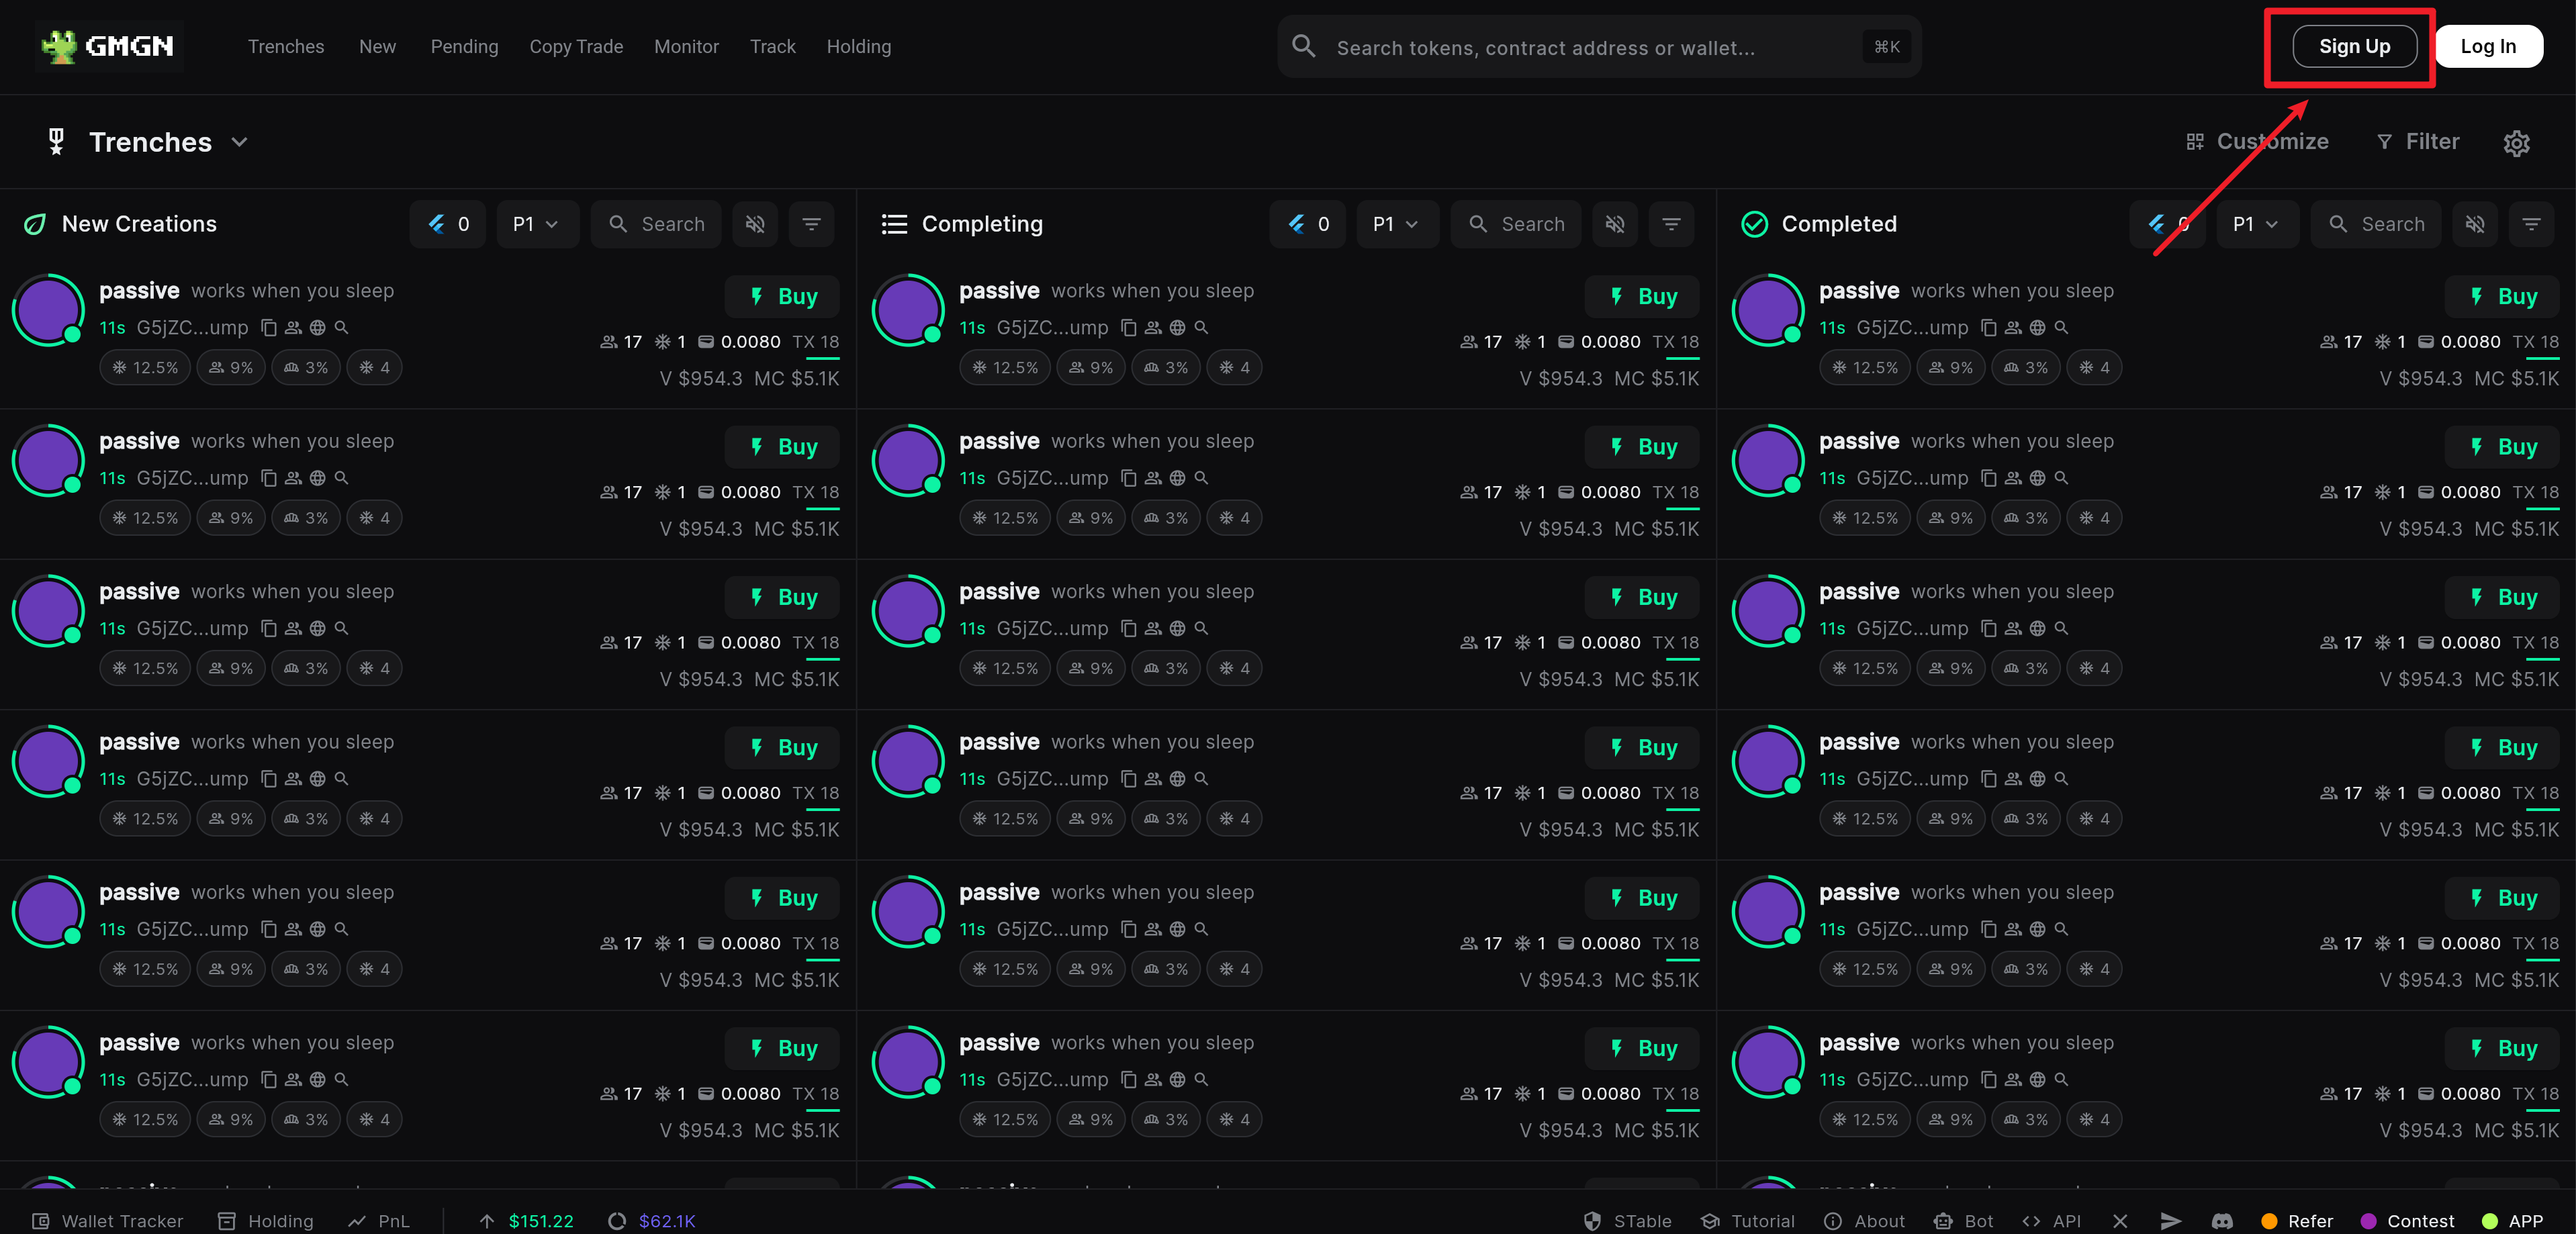 GMGN Trenches New Pending Copy Trade Monitor Track Holding Search tokens, contract address or wallet... ⌘K Sign Up Log In
Trenches Customize Filter
New Creations 0 P1 Search Completing 0 P1 Search Completed 0 P1 Search
passive works when you sleep Buy passive works when you sleep Buy passive works when you sleep Buy
11s G5jZC...ump 11s G5jZC...ump 11s G5jZC...ump
17 1 0.0080 TX 18 17 1 0.0080 TX 18 17 1 0.0080 TX 18
12.5% 9% 3% 4 V $954.3 MC $5.1K 12.5% 9% 3% 4 V $954.3 MC $5.1K 12.5% 9% 3% 4 V $954.3 MC $5.1K
passive works when you sleep Buy passive works when you sleep Buy passive works when you sleep Buy
11s G5jZC...ump 11s G5jZC...ump 11s G5jZC...ump
17 1 0.0080 TX 18 17 1 0.0080 TX 18 17 1 0.0080 TX 18
12.5% 9% 3% 4 V $954.3 MC $5.1K 12.5% 9% 3% 4 V $954.3 MC $5.1K 12.5% 9% 3% 4 V $954.3 MC $5.1K
passive works when you sleep Buy passive works when you sleep Buy passive works when you sleep Buy
11s G5jZC...ump 11s G5jZC...ump 11s G5jZC...ump
17 1 0.0080 TX 18 17 1 0.0080 TX 18 17 1 0.0080 TX 18
12.5% 9% 3% 4 V $954.3 MC $5.1K 12.5% 9% 3% 4 V $954.3 MC $5.1K 12.5% 9% 3% 4 V $954.3 MC $5.1K
passive works when you sleep Buy passive works when you sleep Buy passive works when you sleep Buy
11s G5jZC...ump 11s G5jZC...ump 11s G5jZC...ump
17 1 0.0080 TX 18 17 1 0.0080 TX 18 17 1 0.0080 TX 18
12.5% 9% 3% 4 V $954.3 MC $5.1K 12.5% 9% 3% 4 V $954.3 MC $5.1K 12.5% 9% 3% 4 V $954.3 MC $5.1K
passive works when you sleep Buy passive works when you sleep Buy passive works when you sleep Buy
11s G5jZC...ump 11s G5jZC...ump 11s G5jZC...ump
17 1 0.0080 TX 18 17 1 0.0080 TX 18 17 1 0.0080 TX 18
12.5% 9% 3% 4 V $954.3 MC $5.1K 12.5% 9% 3% 4 V $954.3 MC $5.1K 12.5% 9% 3% 4 V $954.3 MC $5.1K
passive works when you sleep Buy passive works when you sleep Buy passive works when you sleep Buy
11s G5jZC...ump 11s G5jZC...ump 11s G5jZC...ump
17 1 0.0080 TX 18 17 1 0.0080 TX 18 17 1 0.0080 TX 18
12.5% 9% 3% 4 V $954.3 MC $5.1K 12.5% 9% 3% 4 V $954.3 MC $5.1K 12.5% 9% 3% 4 V $954.3 MC $5.1K
Wallet Tracker Holding PnL $151.22 $62.1K STable Tutorial About Bot API Refer Contest APP